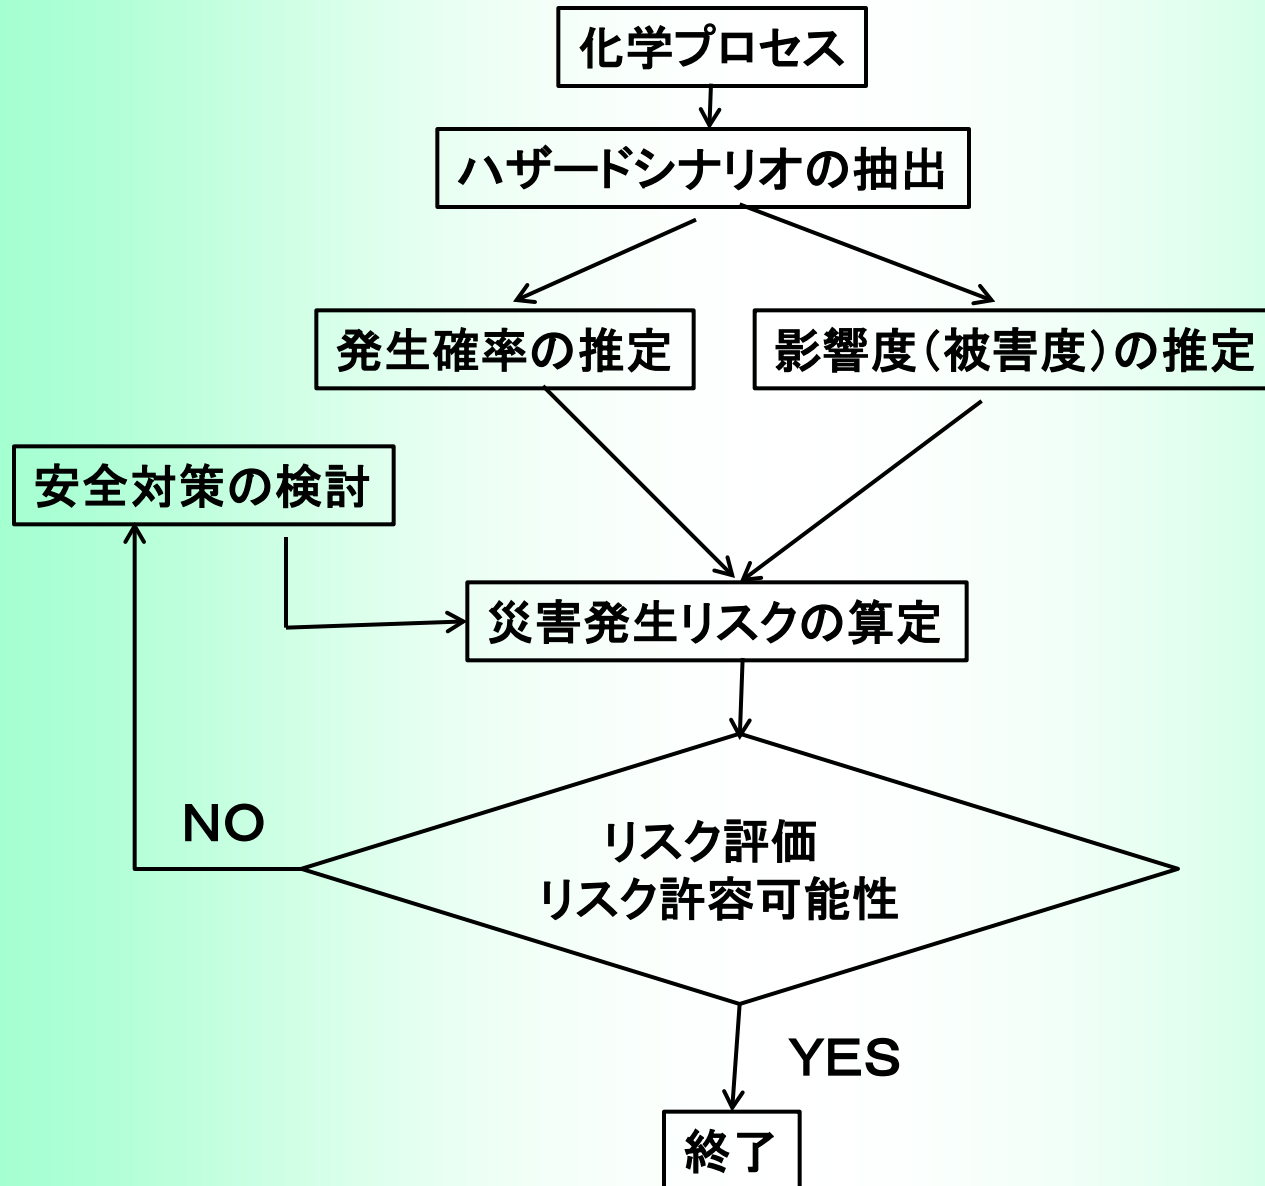 化学プロセス
ハザードシナリオの抽出
発生確率の推定
影響度（被害度）の推定
安全対策の検討
災害発生リスクの算定
NO
リスク評価
リスク許容可能性
YES
終了